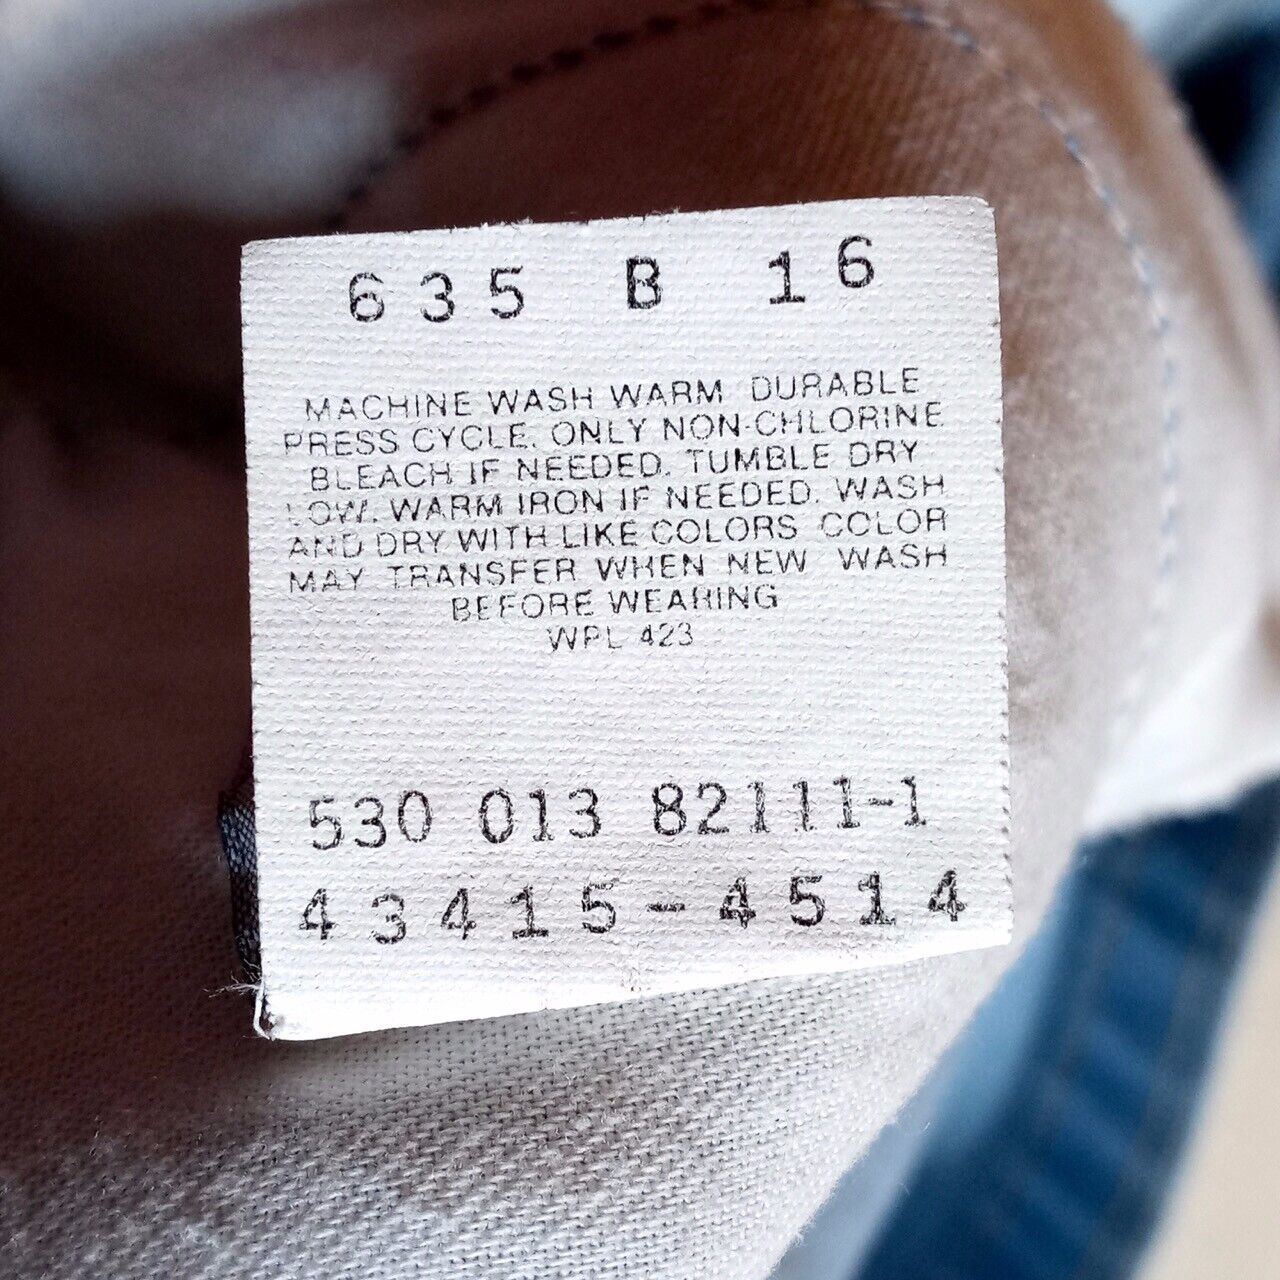 635 B 16
MACHINE WASH WARM DURABLE
PRESS CYCLE. ONLY NON-CHLORINE
BLEACH IF NEEDED. TUMBLE DRY
LOW. WARM IRON IF NEEDED. WASH
AND DRY WITH LIKE COLORS COLOR
MAY TRANSFER WHEN NEW WASH
BEFORE WEARING
WPL 423
530 013 82111-1
43415-4514